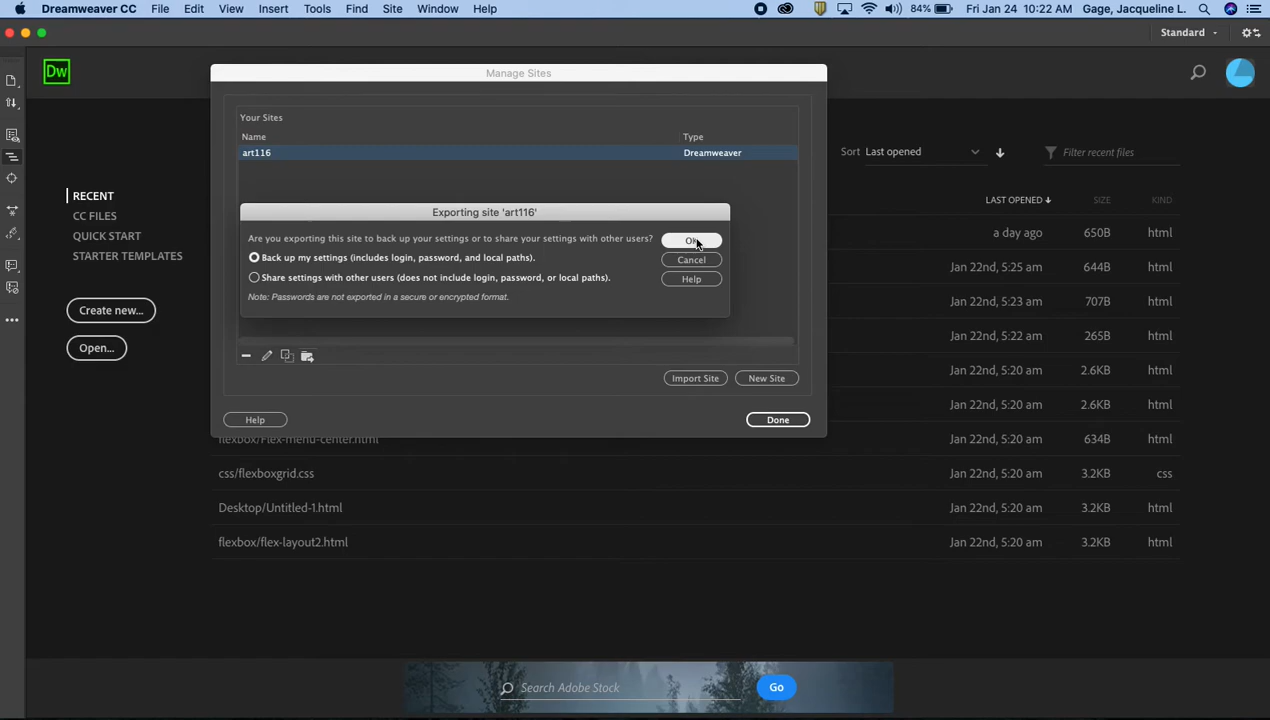 Dreamweaver CC File Edit View Insert Tools Find Site Window Help 84% Fri Jan 24 10:22 AM Gage, Jacqueline L.
Standard
Dw
Manage Sites
Your Sites
Name Type
art116 Dreamweaver
Sort Last opened Filter recent files
RECENT
CC FILES
QUICK START
STARTER TEMPLATES
Create new...
Open...
Exporting site 'art116'
Are you exporting this site to back up your settings or to share your settings with other users?
OK
Back up my settings (includes login, password, and local paths).
Cancel
Share settings with other users (does not include login, password, or local paths).
Help
Note: Passwords are not exported in a secure or encrypted format.
Import Site New Site
Help Done
LAST OPENED SIZE KIND
a day ago 650B html
Jan 22nd, 5:25 am 644B html
Jan 22nd, 5:23 am 707B html
Jan 22nd, 5:22 am 265B html
Jan 22nd, 5:20 am 2.6KB html
Jan 22nd, 5:20 am 2.6KB html
flexbox/Flex-menu-center.html Jan 22nd, 5:20 am 634B html
css/flexboxgrid.css Jan 22nd, 5:20 am 3.2KB css
Desktop/Untitled-1.html Jan 22nd, 5:20 am 3.2KB html
flexbox/flex-layout2.html Jan 22nd, 5:20 am 3.2KB html
Search Adobe Stock Go